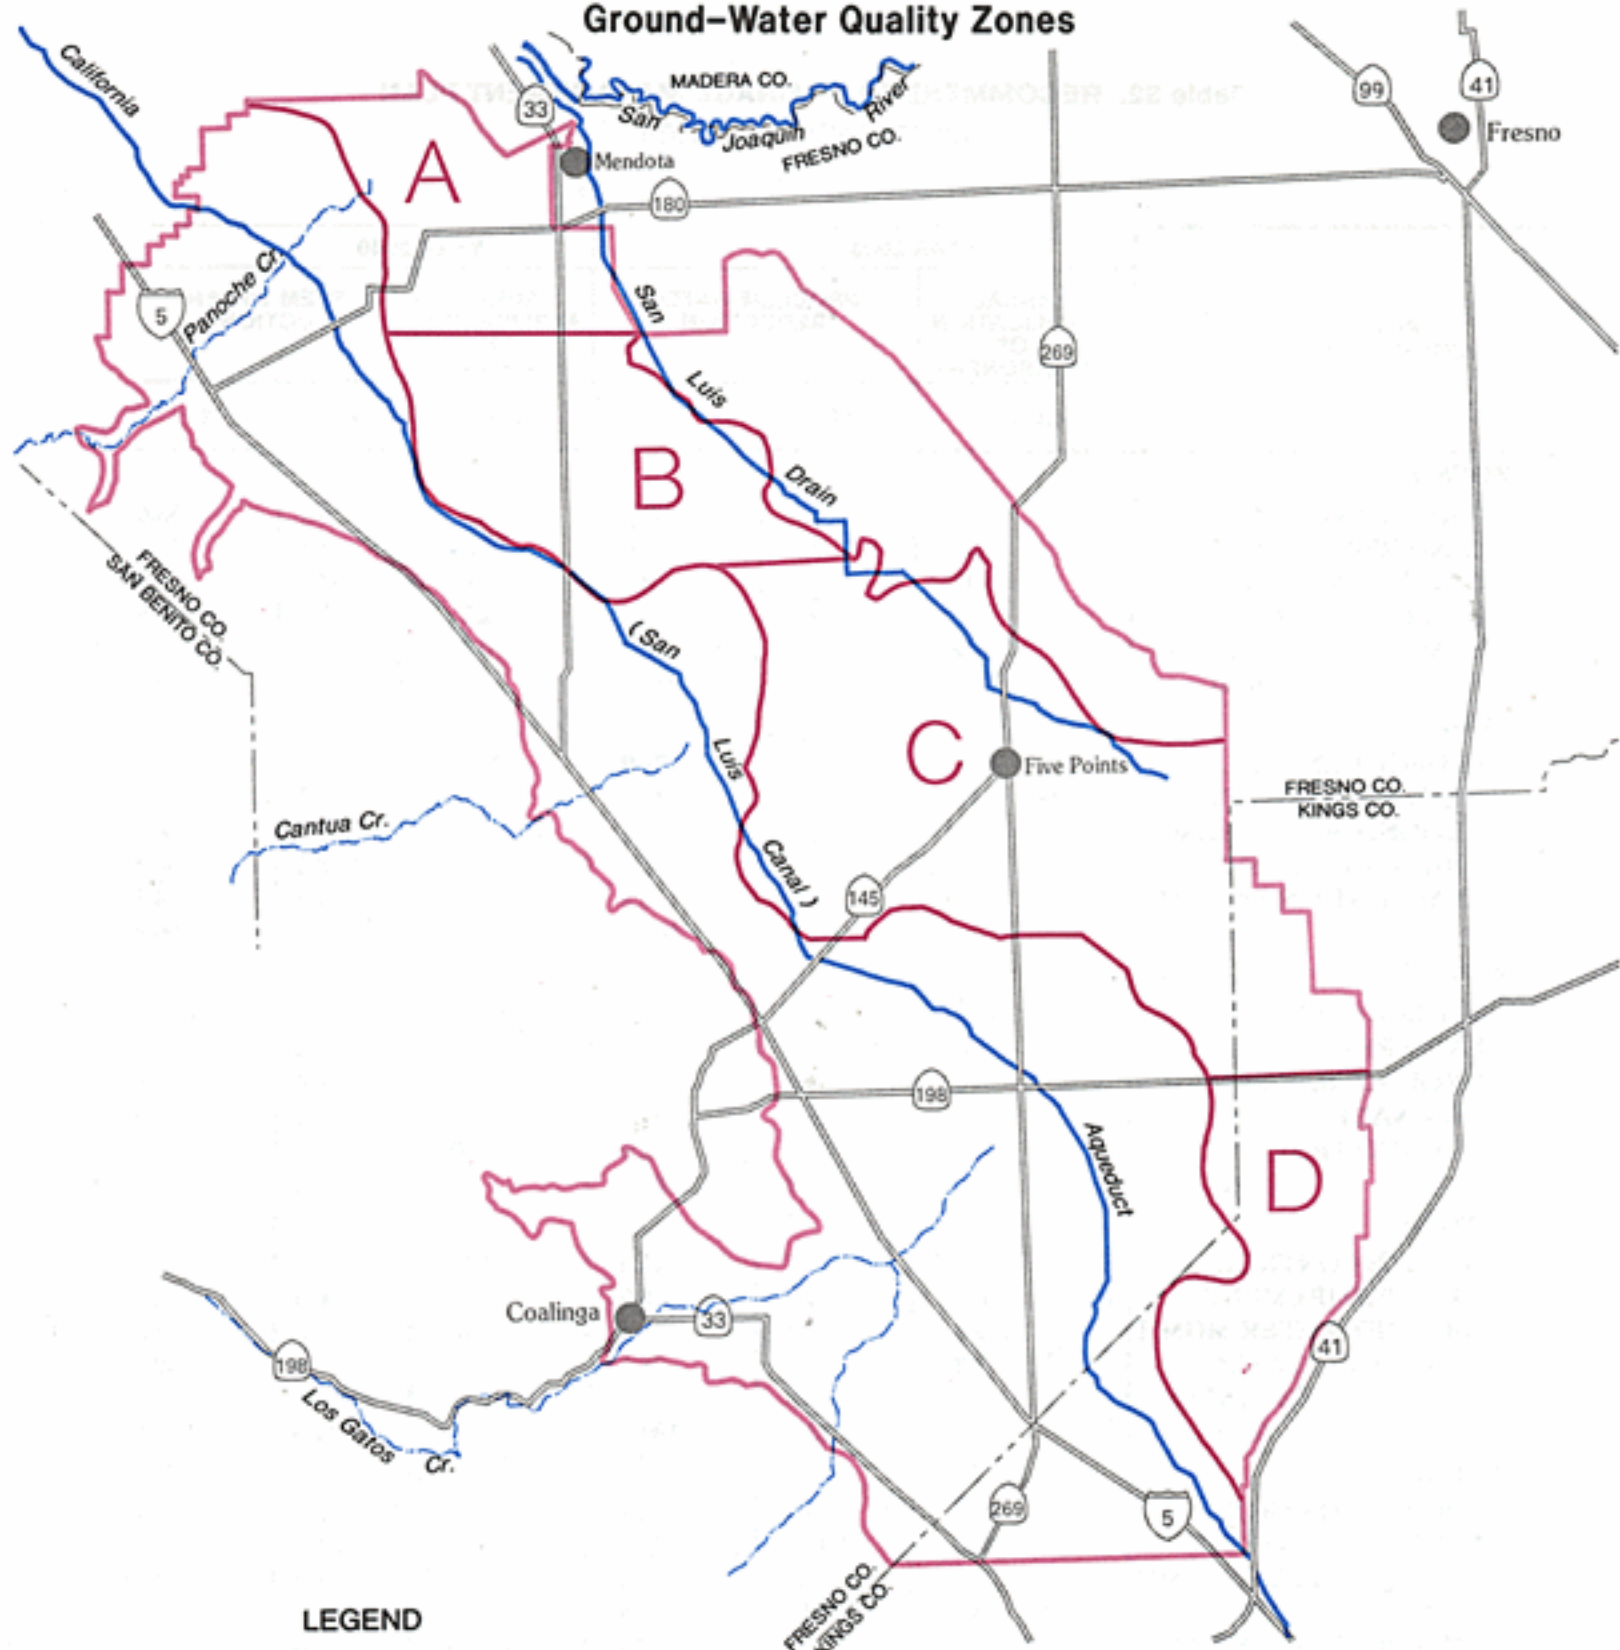 Ground–Water Quality Zones
California
33
MADERA CO.
San
Joaquin
River
FRESNO CO.
99
41
Fresno
Mendota
A
180
Panoche Cr.
5
San
Luis
Drain
269
B
FRESNO CO.
SAN BENITO CO.
( San
Luis
Canal )
C
Five Points
FRESNO CO.
KINGS CO.
Cantua Cr.
145
198
Aqueduct
D
Coalinga
33
198
Los Gatos
Cr.
41
269
5
FRESNO CO.
KINGS CO.
LEGEND